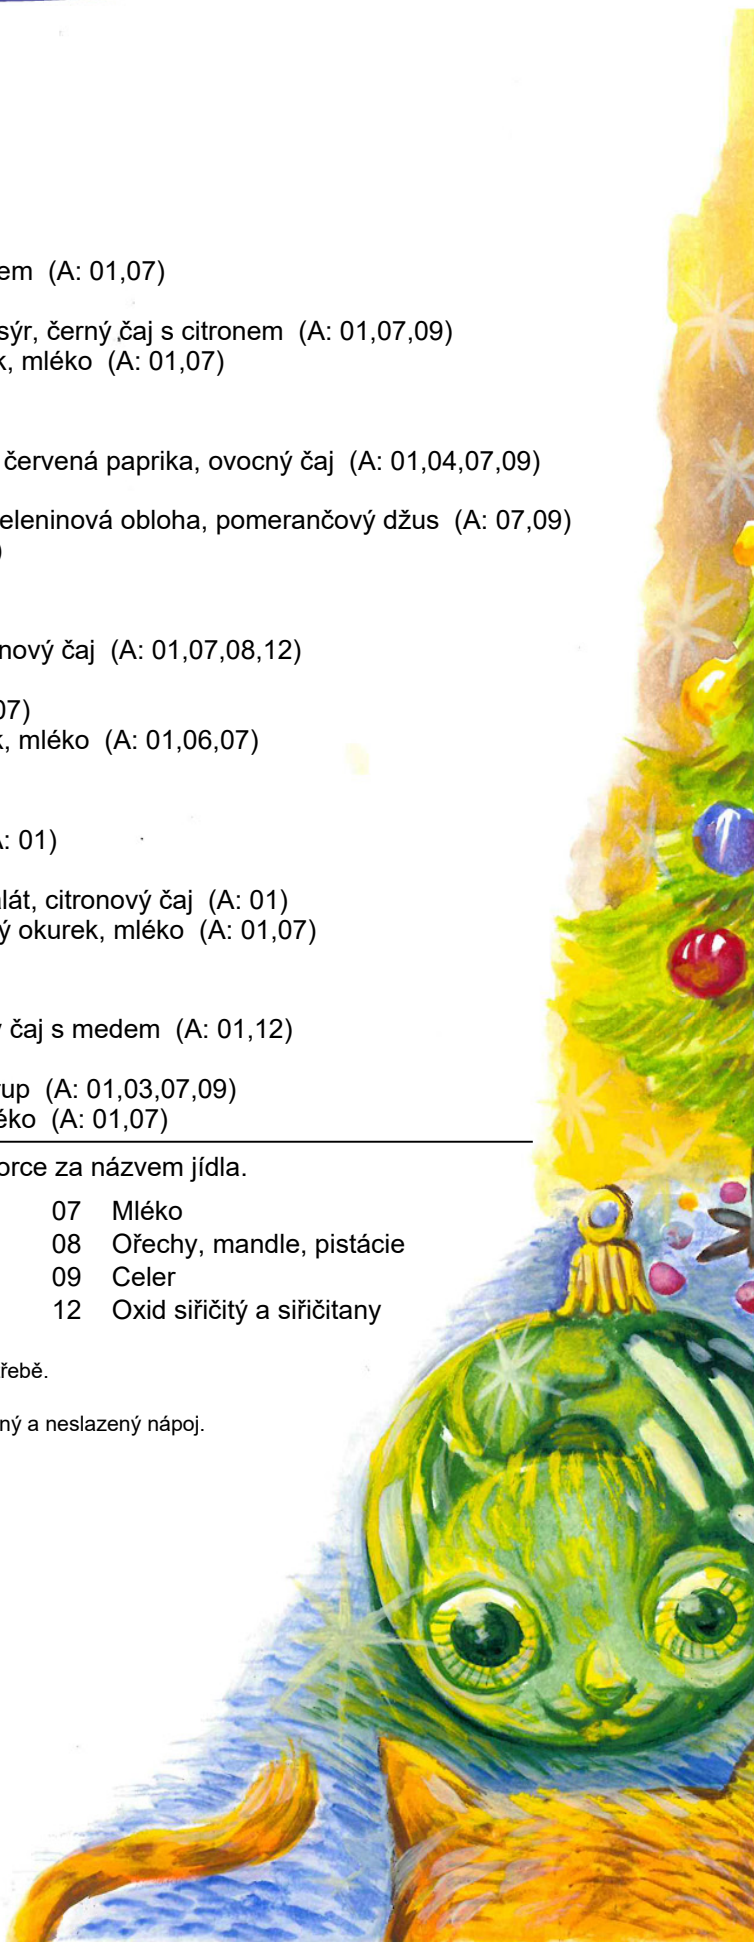 em (A: 01,07)
sýr, černý čaj s citronem (A: 01,07,09)
k, mléko (A: 01,07)
červená paprika, ovocný čaj (A: 01,04,07,09)
eleninová obloha, pomerančový džus (A: 07,09)
)
nový čaj (A: 01,07,08,12)
07)
k, mléko (A: 01,06,07)
A: 01)
lát, citronový čaj (A: 01)
ý okurek, mléko (A: 01,07)
ý čaj s medem (A: 01,12)
rup (A: 01,03,07,09)
éko (A: 01,07)
orce za názvem jídla.
07 Mléko
08 Ořechy, mandle, pistácie
09 Celer
12 Oxid siřičitý a siřičitany
řebě.
ný a neslazený nápoj.